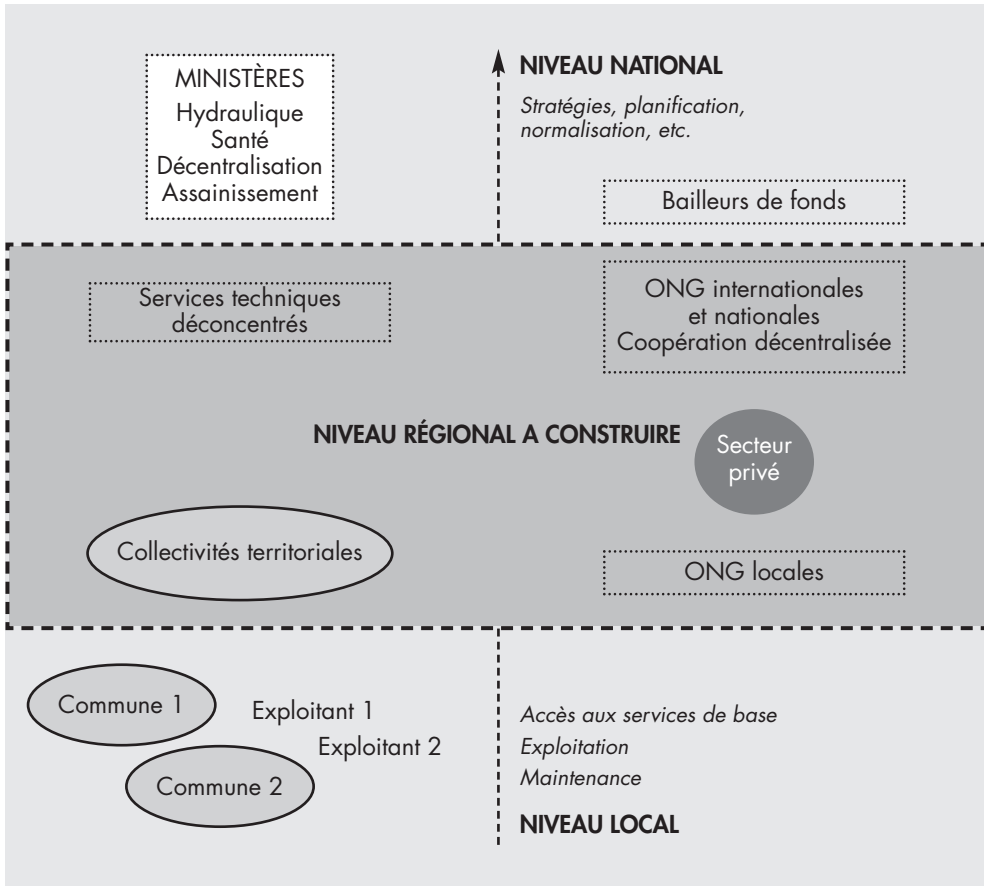 MINISTÈRES
Hydraulique
Santé
Décentralisation
Assainissement
NIVEAU NATIONAL
Stratégies, planification,
normalisation, etc.
Bailleurs de fonds
Services techniques
déconcentrés
ONG internationales
et nationales
Coopération décentralisée
NIVEAU RÉGIONAL A CONSTRUIRE
Secteur
privé
Collectivités territoriales
ONG locales
Commune 1
Exploitant 1
Exploitant 2
Commune 2
Accès aux services de base
Exploitation
Maintenance
NIVEAU LOCAL